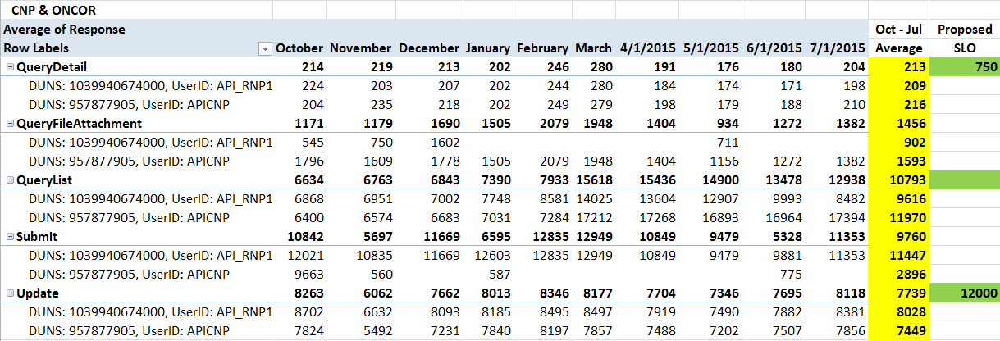 CNP & ONCOR
Average of Response Oct - Jul Proposed
Row Labels October November December January February March 4/1/2015 5/1/2015 6/1/2015 7/1/2015 Average SLO
QueryDetail 214 219 213 202 246 280 191 176 180 204 213 750
DUNS: 1039940674000, UserID: API_RNP1 224 203 207 202 244 280 184 174 171 198 209
DUNS: 957877905, UserID: APICNP 204 235 218 202 249 279 198 179 188 210 216
QueryFileAttachment 1171 1179 1690 1505 2079 1948 1404 934 1272 1382 1456
DUNS: 1039940674000, UserID: API_RNP1 545 750 1602 711 902
DUNS: 957877905, UserID: APICNP 1796 1609 1778 1505 2079 1948 1404 1156 1272 1382 1593
QueryList 6634 6763 6843 7390 7933 15618 15436 14900 13478 12938 10793
DUNS: 1039940674000, UserID: API_RNP1 6868 6951 7002 7748 8581 14025 13604 12907 9993 8482 9616
DUNS: 957877905, UserID: APICNP 6400 6574 6683 7031 7284 17212 17268 16893 16964 17394 11970
Submit 10842 5697 11669 6595 12835 12949 10849 9479 5328 11353 9760
DUNS: 1039940674000, UserID: API_RNP1 12021 10835 11669 12603 12835 12949 10849 9479 9881 11353 11447
DUNS: 957877905, UserID: APICNP 9663 560 587 775 2896
Update 8263 6062 7662 8013 8346 8177 7704 7346 7695 8118 7739 12000
DUNS: 1039940674000, UserID: API_RNP1 8702 6632 8093 8185 8495 8497 7919 7490 7882 8381 8028
DUNS: 957877905, UserID: APICNP 7824 5492 7231 7840 8197 7857 7488 7202 7507 7856 7449